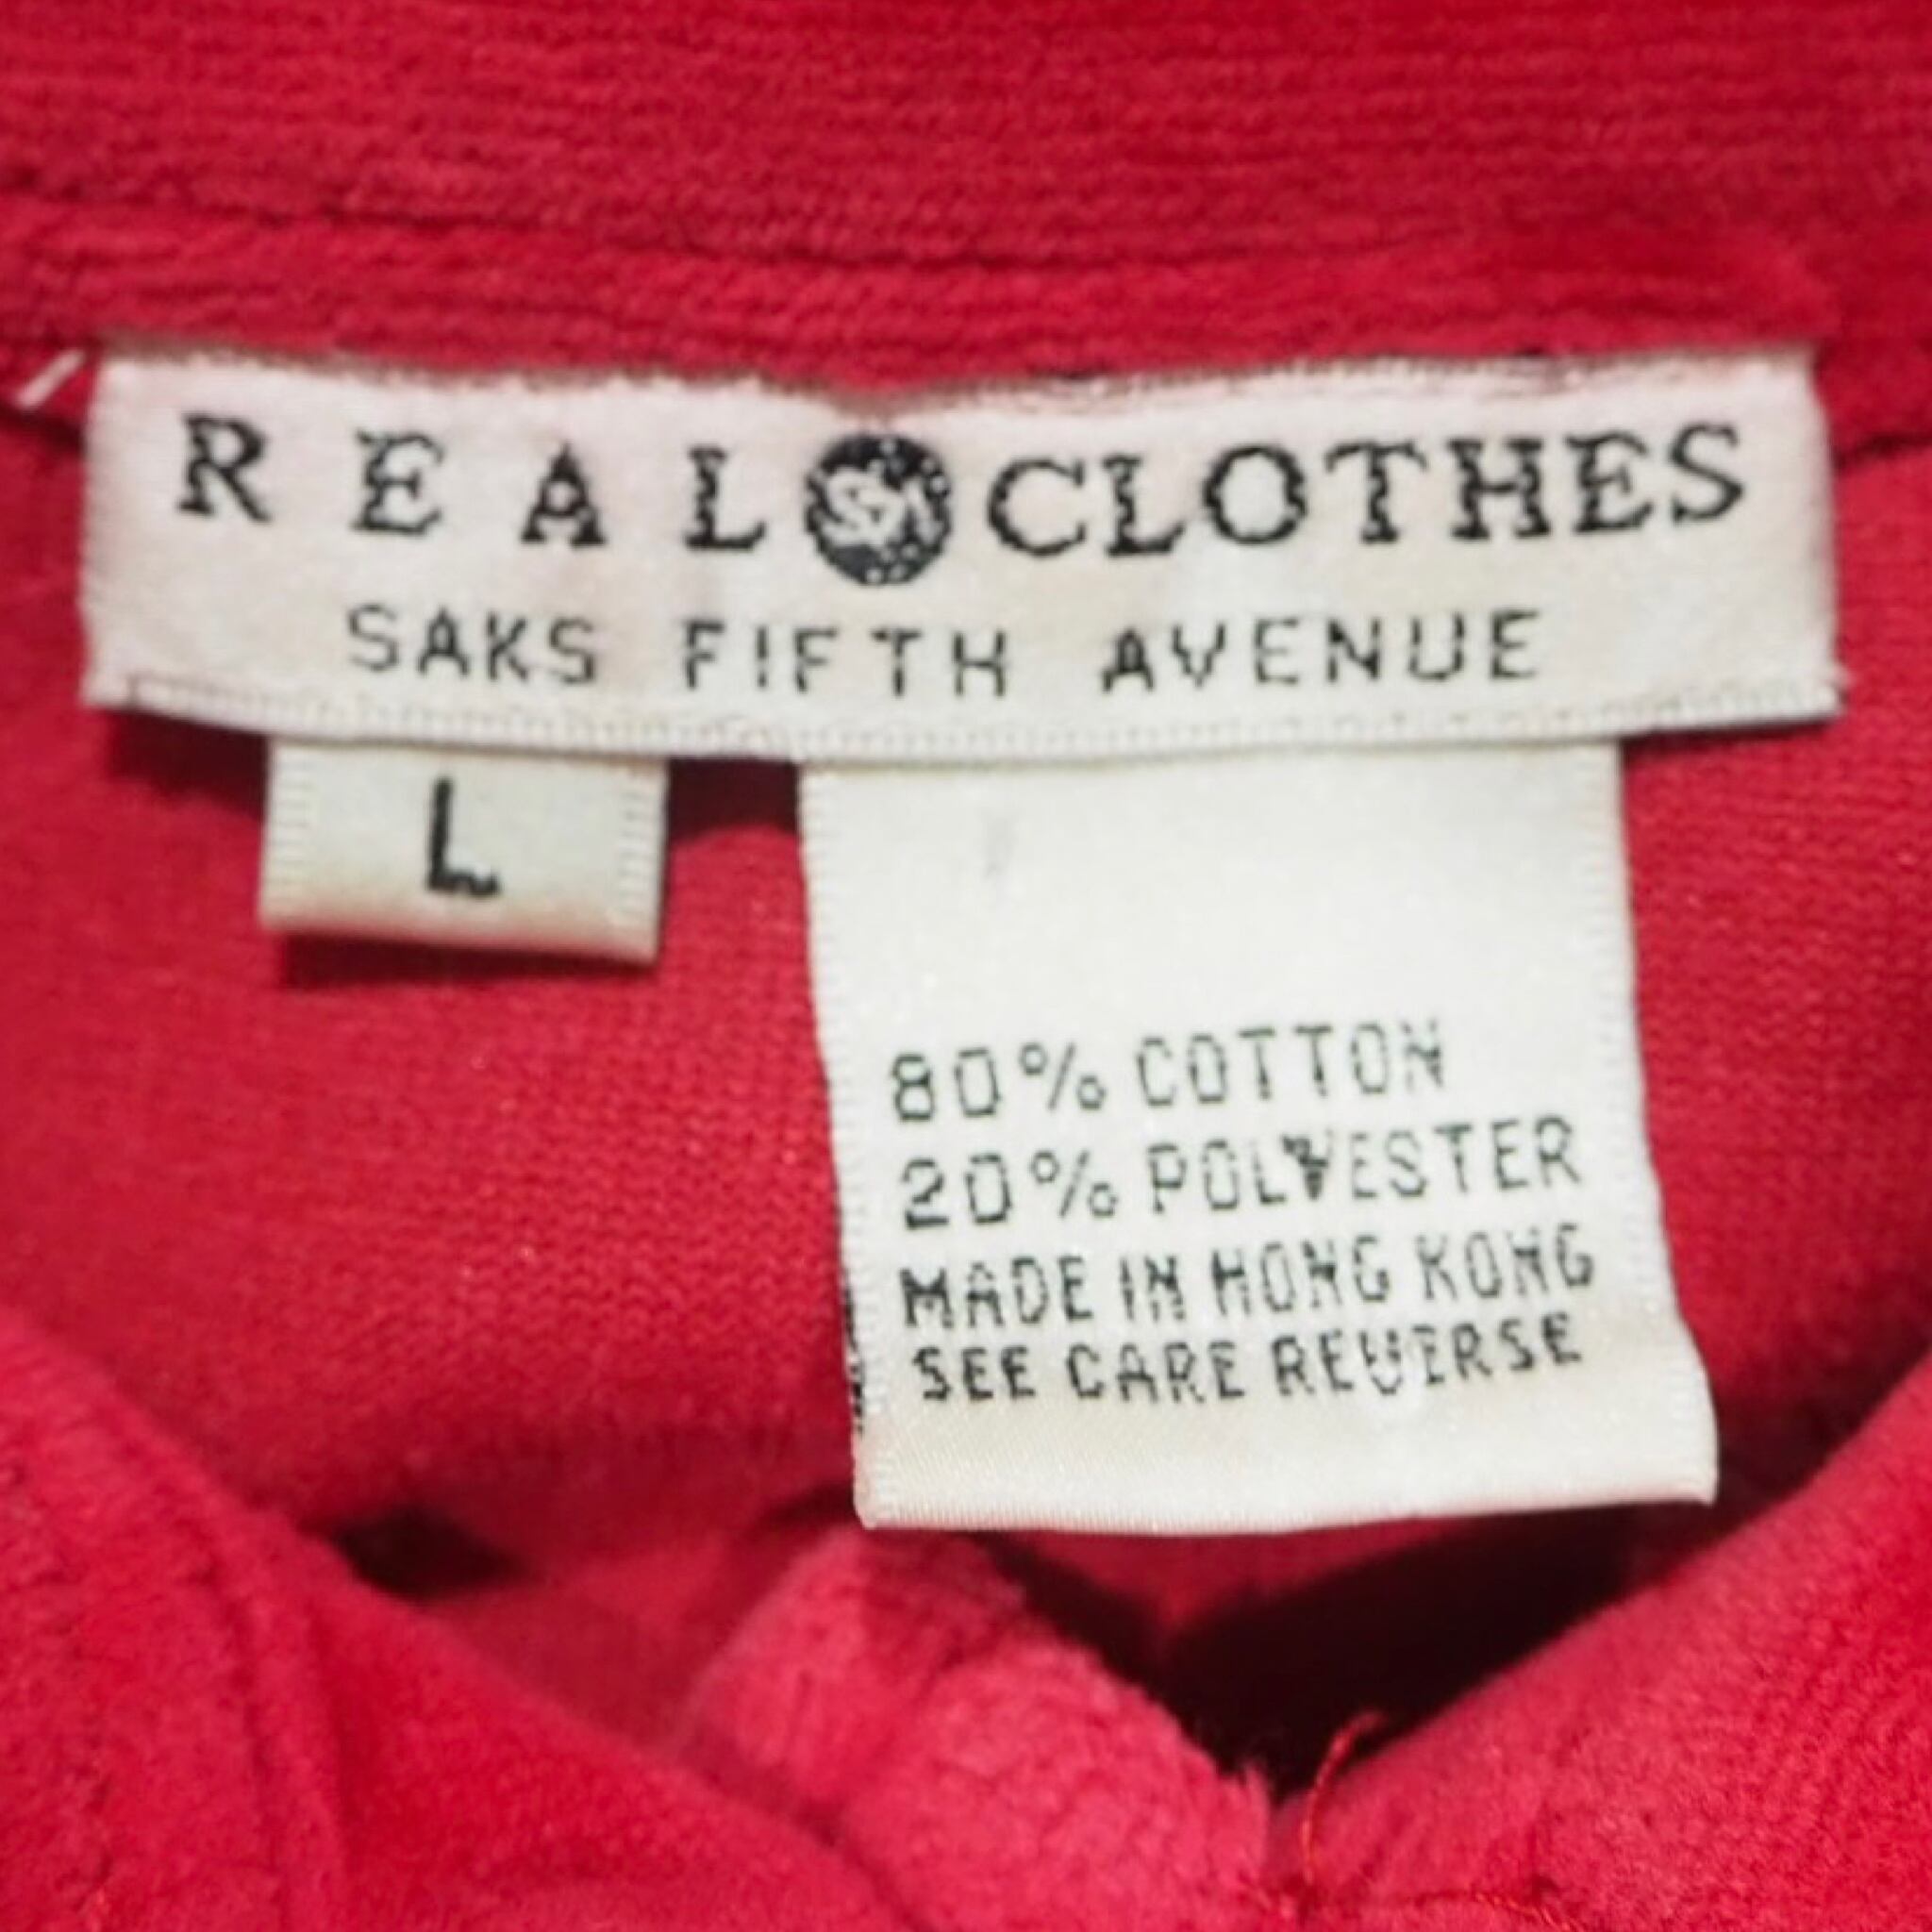 REAL CLOTHES
SAKS FIFTH AVENUE
L
80% COTTON
20% POLYESTER
MADE IN HONG KONG
SEE CARE REVERSE